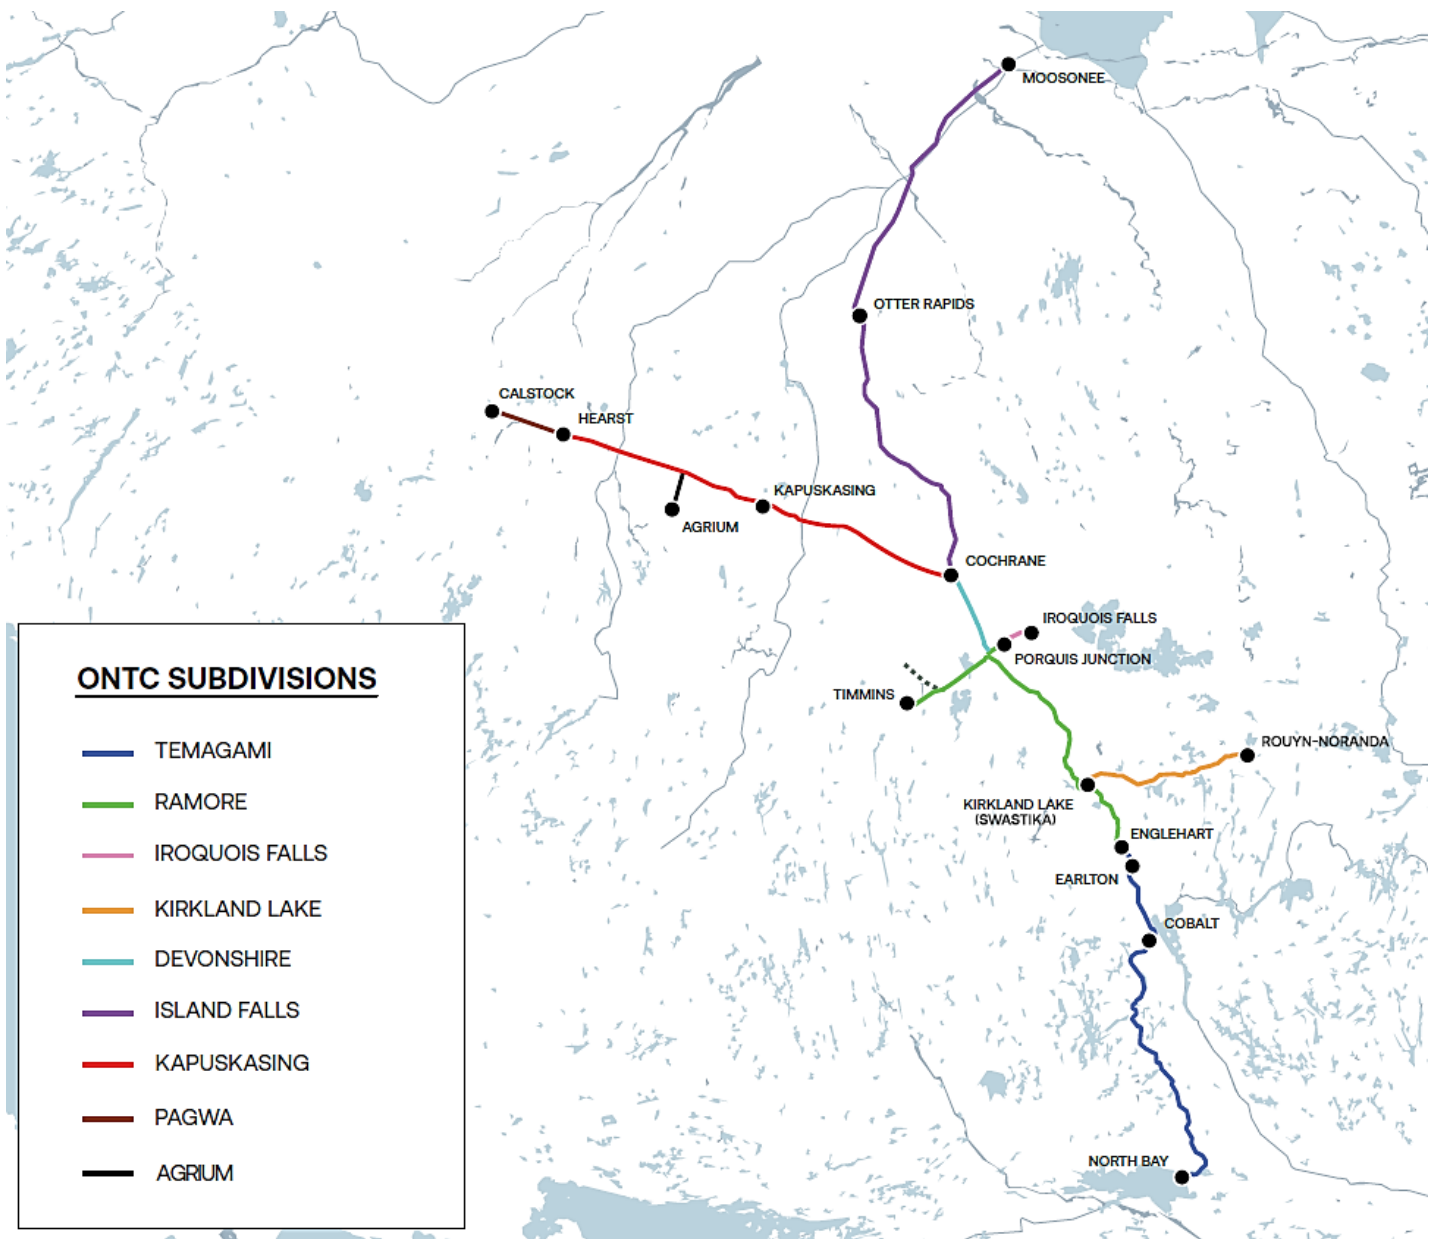 MOOSONEE
OTTER RAPIDS
CALSTOCK
HEARST
KAPUSKASING
AGRIUM
COCHRANE
IROQUOIS FALLS
PORQUIS JUNCTION
TIMMINS
ROUYN-NORANDA
KIRKLAND LAKE
(SWASTIKA)
ENGLEHART
EARLTON
COBALT
NORTH BAY
ONTC SUBDIVISIONS
TEMAGAMI
RAMORE
IROQUOIS FALLS
KIRKLAND LAKE
DEVONSHIRE
ISLAND FALLS
KAPUSKASING
PAGWA
AGRIUM